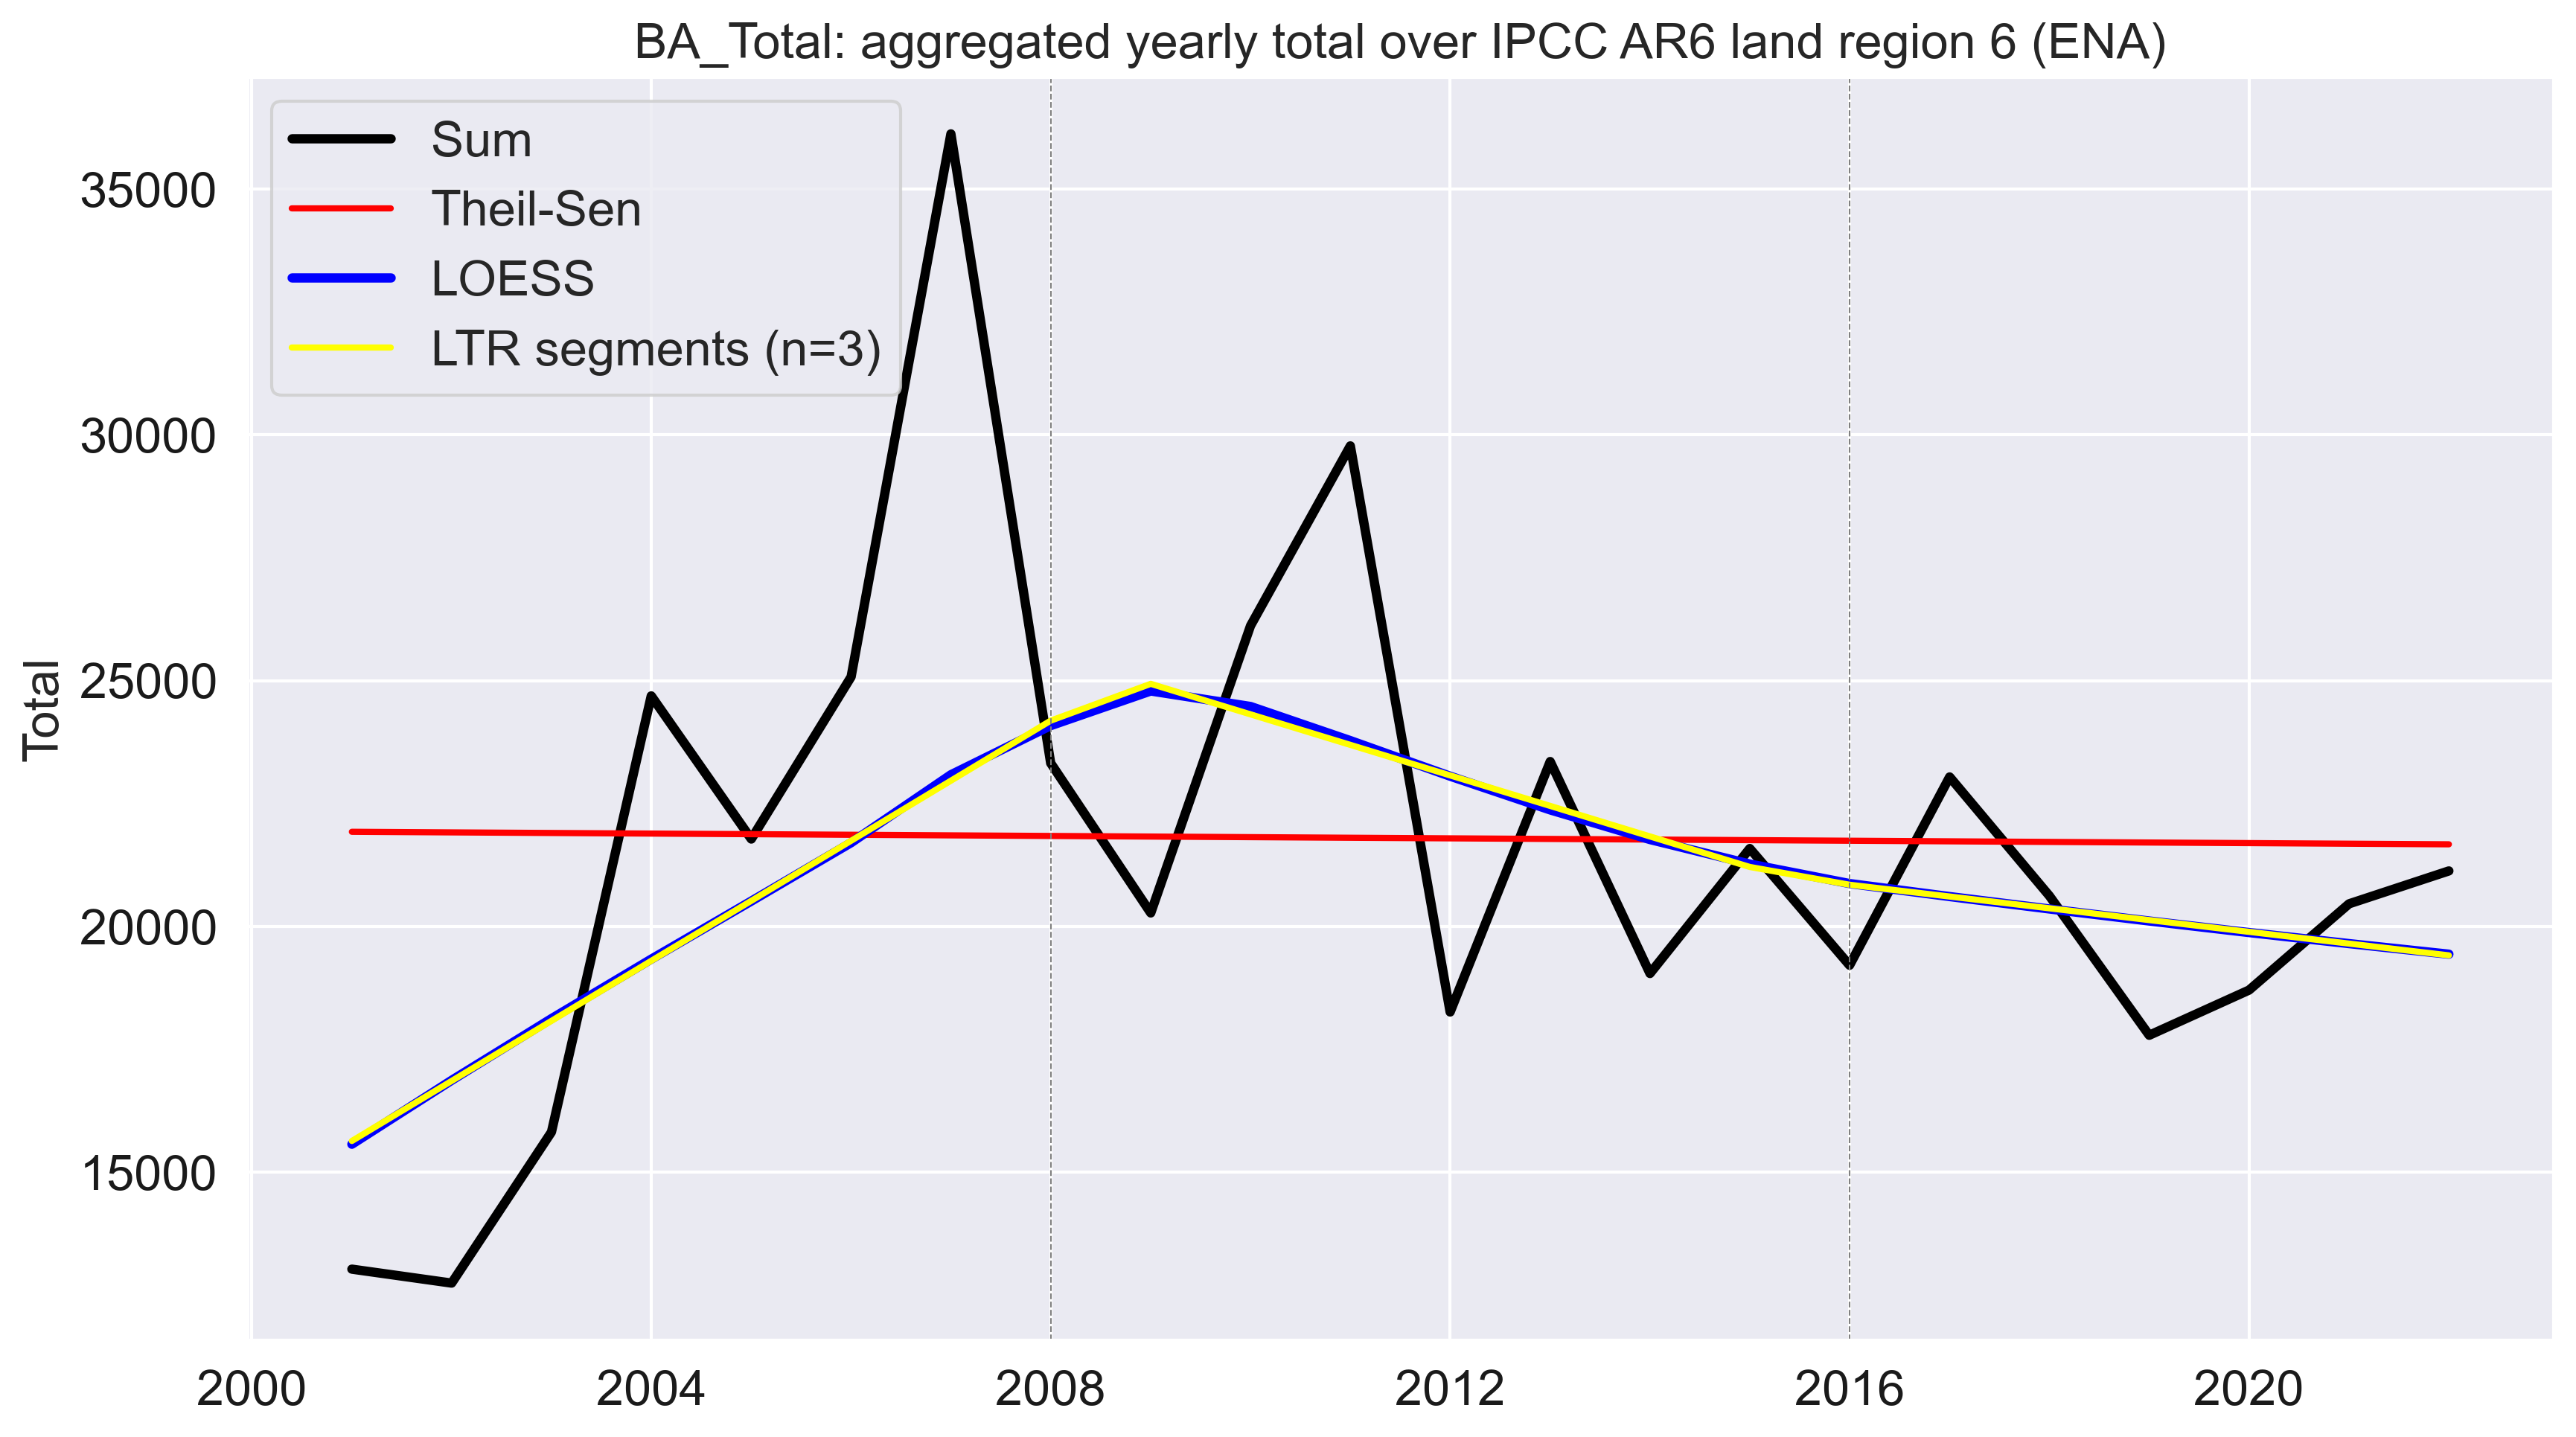 BA_Total: aggregated yearly total over IPCC AR6 land region 6 (ENA)
Sum
Theil-Sen
LOESS
LTR segments (n=3)
Total
35000
30000
25000
20000
15000
2000 2004 2008 2012 2016 2020